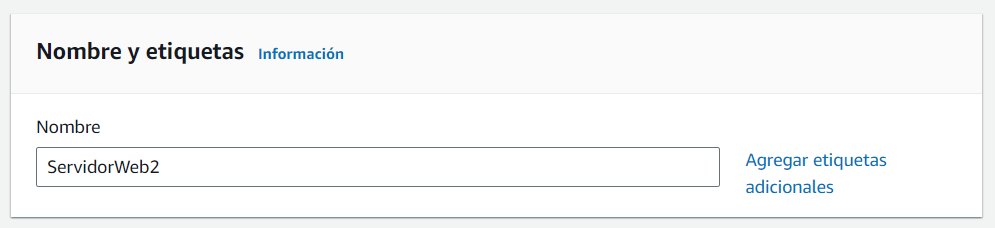 Nombre y etiquetas Información
Nombre
ServidorWeb2
Agregar etiquetas
adicionales